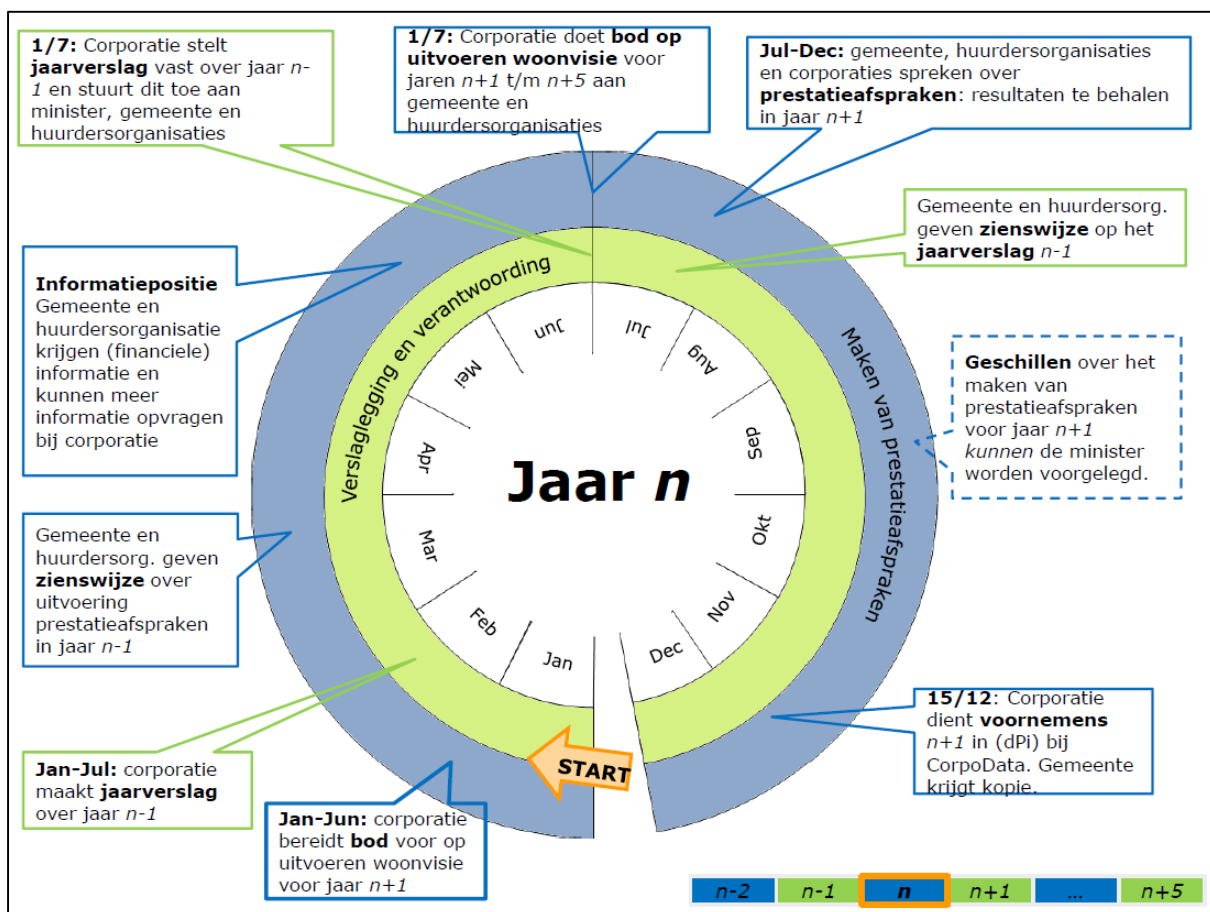 1/7: Corporatie stelt
jaarverslag vast over jaar n-
1 en stuurt dit toe aan
minister, gemeente en
huurdersorganisaties
1/7: Corporatie doet bod op
uitvoeren woonvisie voor
jaren n+1 t/m n+5 aan
gemeente en
huurdersorganisaties
Jul-Dec: gemeente, huurdersorganisaties
en corporaties spreken over
prestatieafspraken: resultaten te behalen
in jaar n+1
Gemeente en huurdersorg.
geven zienswijze op het
jaarverslag n-1
Informatiepositie
Gemeente en
huurdersorganisatie
krijgen (financiele)
informatie en
kunnen meer
informatie opvragen
bij corporatie
Geschillen over het
maken van
prestatieafspraken
voor jaar n+1
kunnen de minister
worden voorgelegd.
Gemeente en
huurdersorg. geven
zienswijze over
uitvoering
prestatieafspraken
in jaar n-1
15/12: Corporatie
dient voornemens
n+1 in (dPi) bij
CorpoData. Gemeente
krijgt kopie.
Jan-Jul: corporatie
maakt jaarverslag
over jaar n-1
Jan-Jun: corporatie
bereidt bod voor op
uitvoeren woonvisie
voor jaar n+1
Verslaglegging en verantwoording
Maken van prestatieafspraken
Jaar n
START
Jan
Feb
Mar
Apr
Mei
Jun
Jul
Aug
Sep
Okt
Nov
Dec
n-2 n-1 n n+1 ... n+5